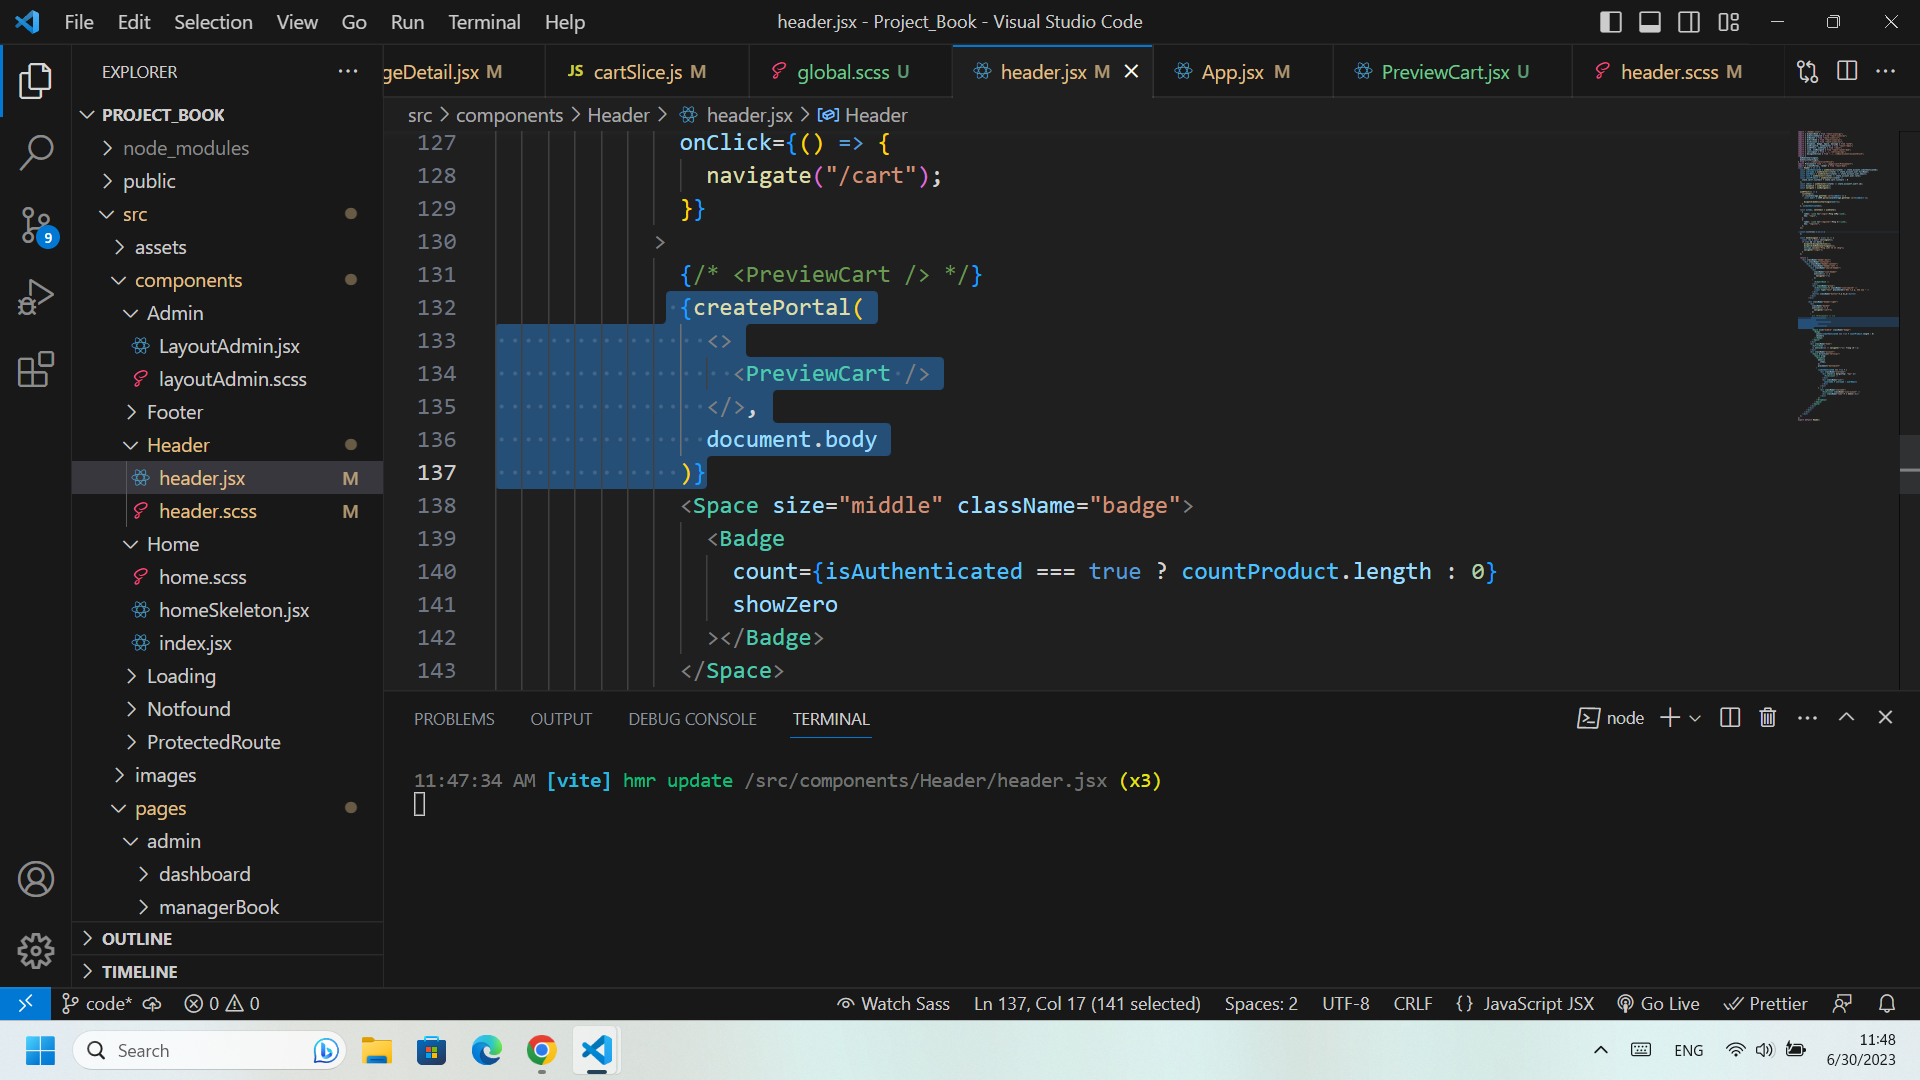 File Edit Selection View Go Run Terminal Help
header.jsx - Project_Book - Visual Studio Code
EXPLORER
geDetail.jsx M
JS cartSlice.js M
global.scss U
header.jsx M
App.jsx M
PreviewCart.jsx U
header.scss M
PROJECT_BOOK
node_modules
public
src
assets
components
Admin
LayoutAdmin.jsx
layoutAdmin.scss
Footer
Header
header.jsx M
header.scss M
Home
home.scss
homeSkeleton.jsx
index.jsx
Loading
Notfound
ProtectedRoute
images
pages
admin
dashboard
managerBook
OUTLINE
TIMELINE
9
src > components > Header > header.jsx > Header
127 onClick={() => {
128 navigate("/cart");
129 }}
130 >
131 {/* <PreviewCart /> */}
132 {createPortal(
133 <>
134 <PreviewCart />
135 </>,
136 document.body
137 )}
138 <Space size="middle" className="badge">
139 <Badge
140 count={isAuthenticated === true ? countProduct.length : 0}
141 showZero
142 ></Badge>
143 </Space>
PROBLEMS OUTPUT DEBUG CONSOLE TERMINAL
node
11:47:34 AM [vite] hmr update /src/components/Header/header.jsx (x3)
code* 0 0
Watch Sass Ln 137, Col 17 (141 selected) Spaces: 2 UTF-8 CRLF {} JavaScript JSX Go Live Prettier
Search
ENG
11:48
6/30/2023